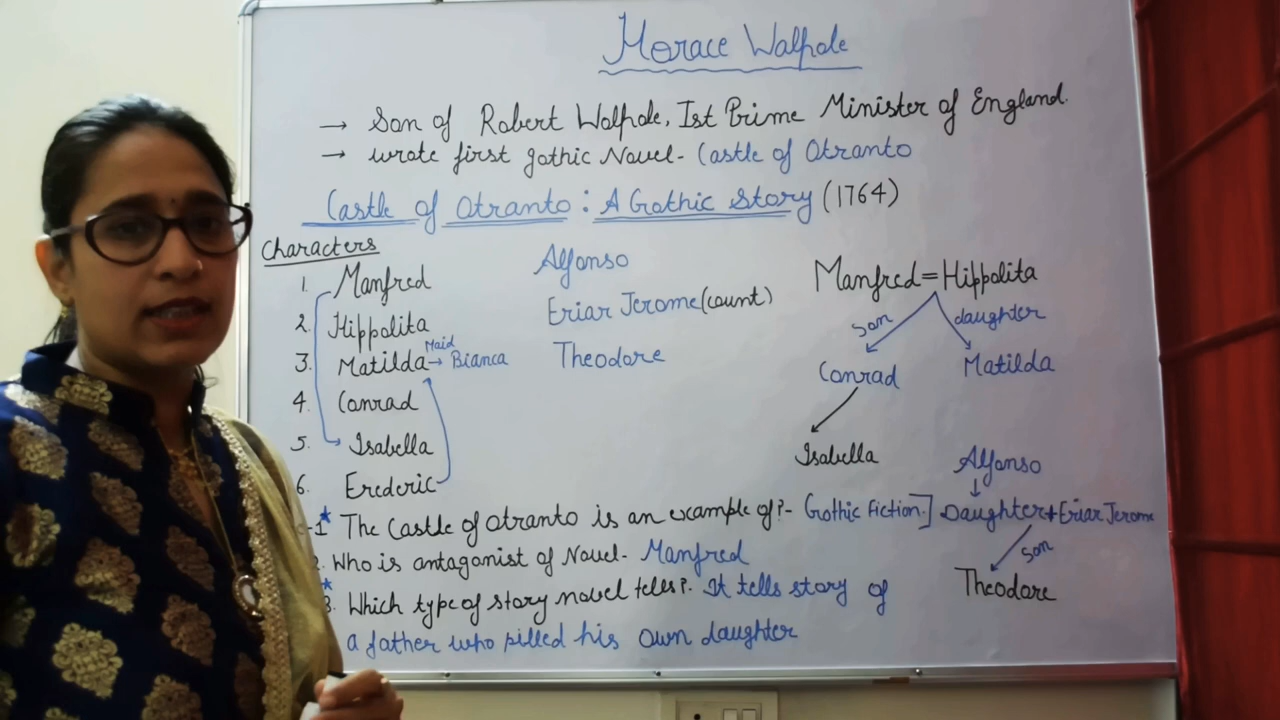 Horace Walpole
→ Son of Robert Walpole, Ist Prime Minister of England.
→ wrote first gothic Novel- Castle of Otranto
Castle of Otranto : A Gothic Story (1764)
Characters
1. Manfred
2. Hippolita
3. Matilda → Bianca
Maid
4. Conrad
5. Isabella
6. Frederic
Alfonso
Friar Jerome (count)
Theodore
Manfred = Hippolita
son
daughter
Conrad
Matilda
Isabella
Alfonso
Daughter + Friar Jerome
son
Theodore
-1 The Castle of Otranto is an example of?- Gothic Fiction.]
2. Who is antagonist of Novel- Manfred
3. Which type of story novel tells?. It tells story of
a father who pilled his own daughter